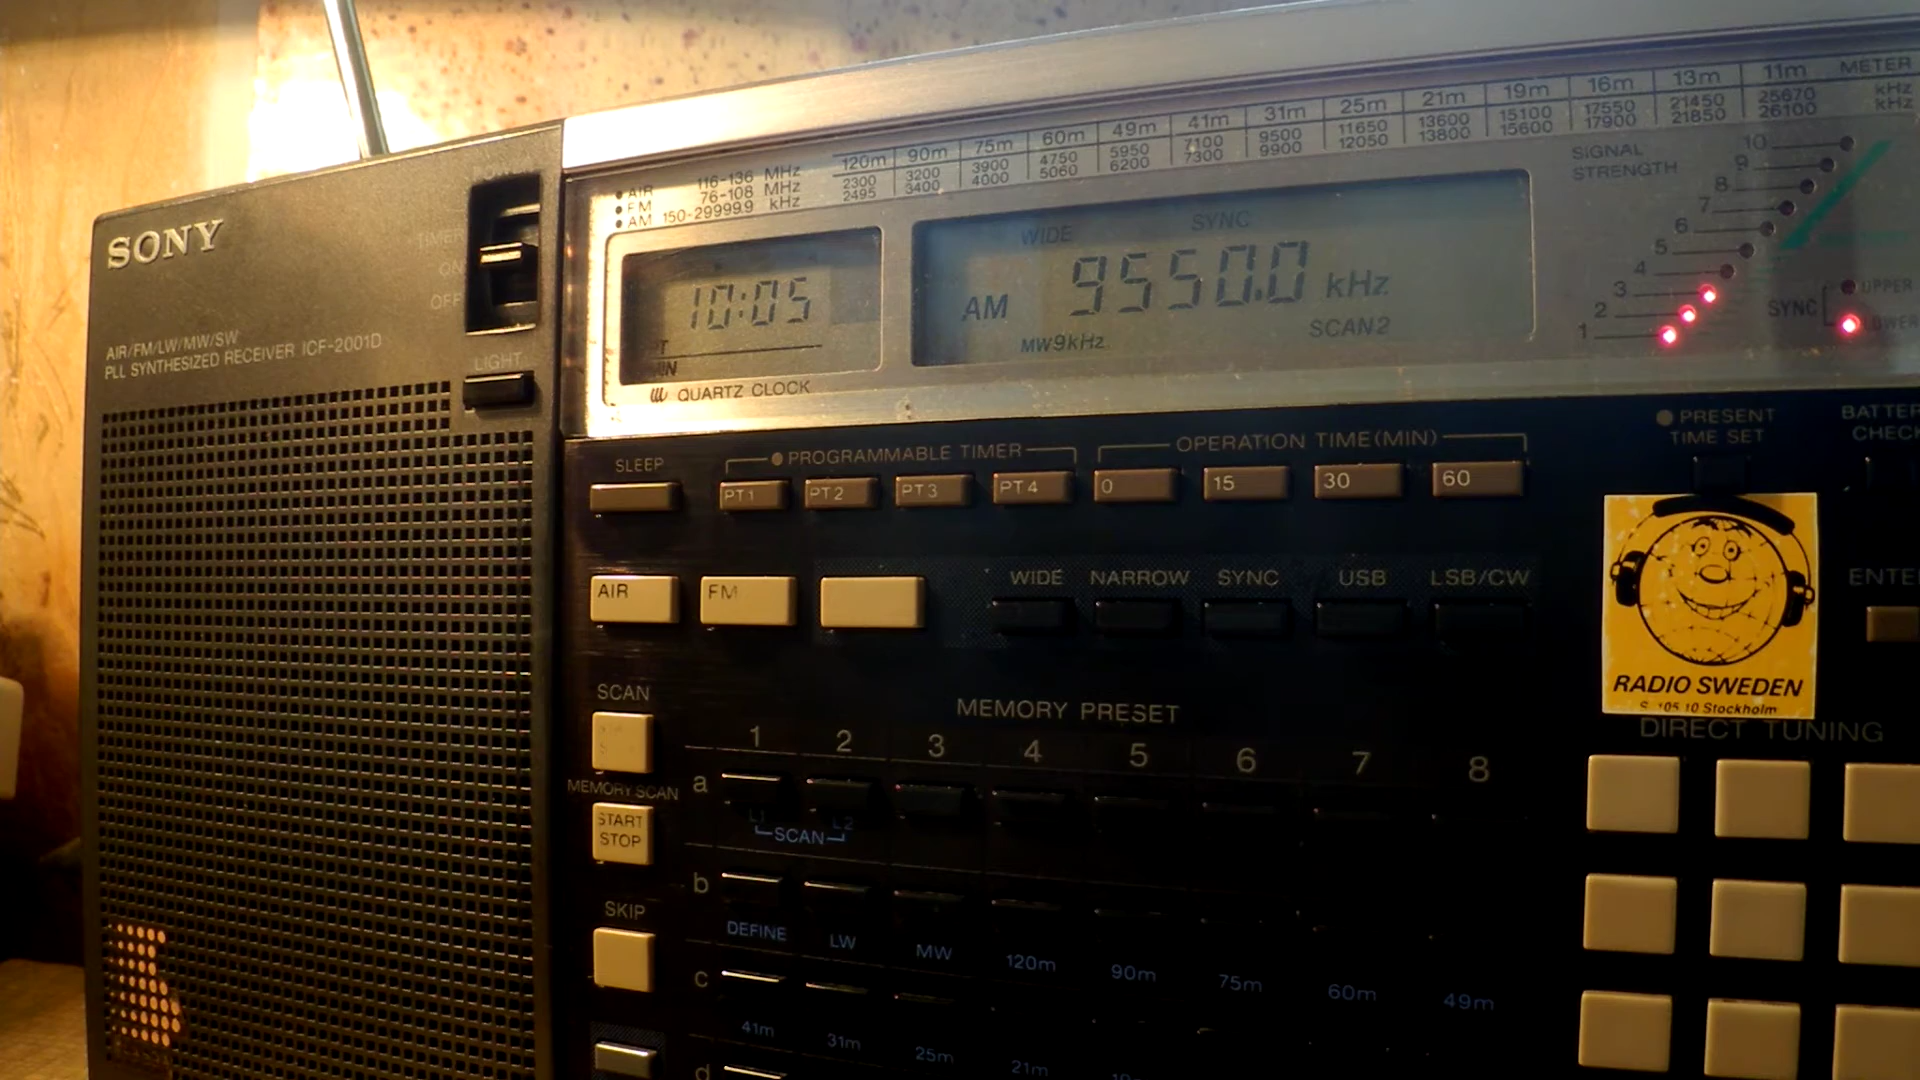 SONY
TIMER
ON
OFF
AIR/FM/LW/MW/SW
PLL SYNTHESIZED RECEIVER ICF-2001D
LIGHT
AIR 116-136 MHz
FM 76-108 MHz
AM 150-29999.9 kHz
120m 90m 75m 60m 49m 41m 31m 25m 21m 19m 16m 13m 11m METER
2300 3200 3900 4750 5950 7100 9500 11650 13600 15100 17550 21450 25670 kHz
2495 3400 4000 5060 6200 7300 9900 12050 13800 15600 17900 21850 26100 kHz
10:05
QUARTZ CLOCK
WIDE SYNC
AM 9550.0 kHz
MW9kHz SCAN2
SIGNAL
STRENGTH
10
9
8
7
6
5
4
3
2
1
SYNC
UPPER
LOWER
SLEEP
PROGRAMMABLE TIMER
OPERATION TIME(MIN)
PRESENT
TIME SET
PT1 PT2 PT3 PT4 0 15 30 60
AIR FM
WIDE NARROW SYNC USB LSB/CW
RADIO SWEDEN
S-105 10 Stockholm
DIRECT TUNING
SCAN
MEMORY SCAN
START
STOP
SKIP
MEMORY PRESET
1 2 3 4 5 6 7 8
a
L1 L2
SCAN
b
DEFINE LW MW 120m 90m 75m 60m 49m
c
41m 31m 25m 21m
d